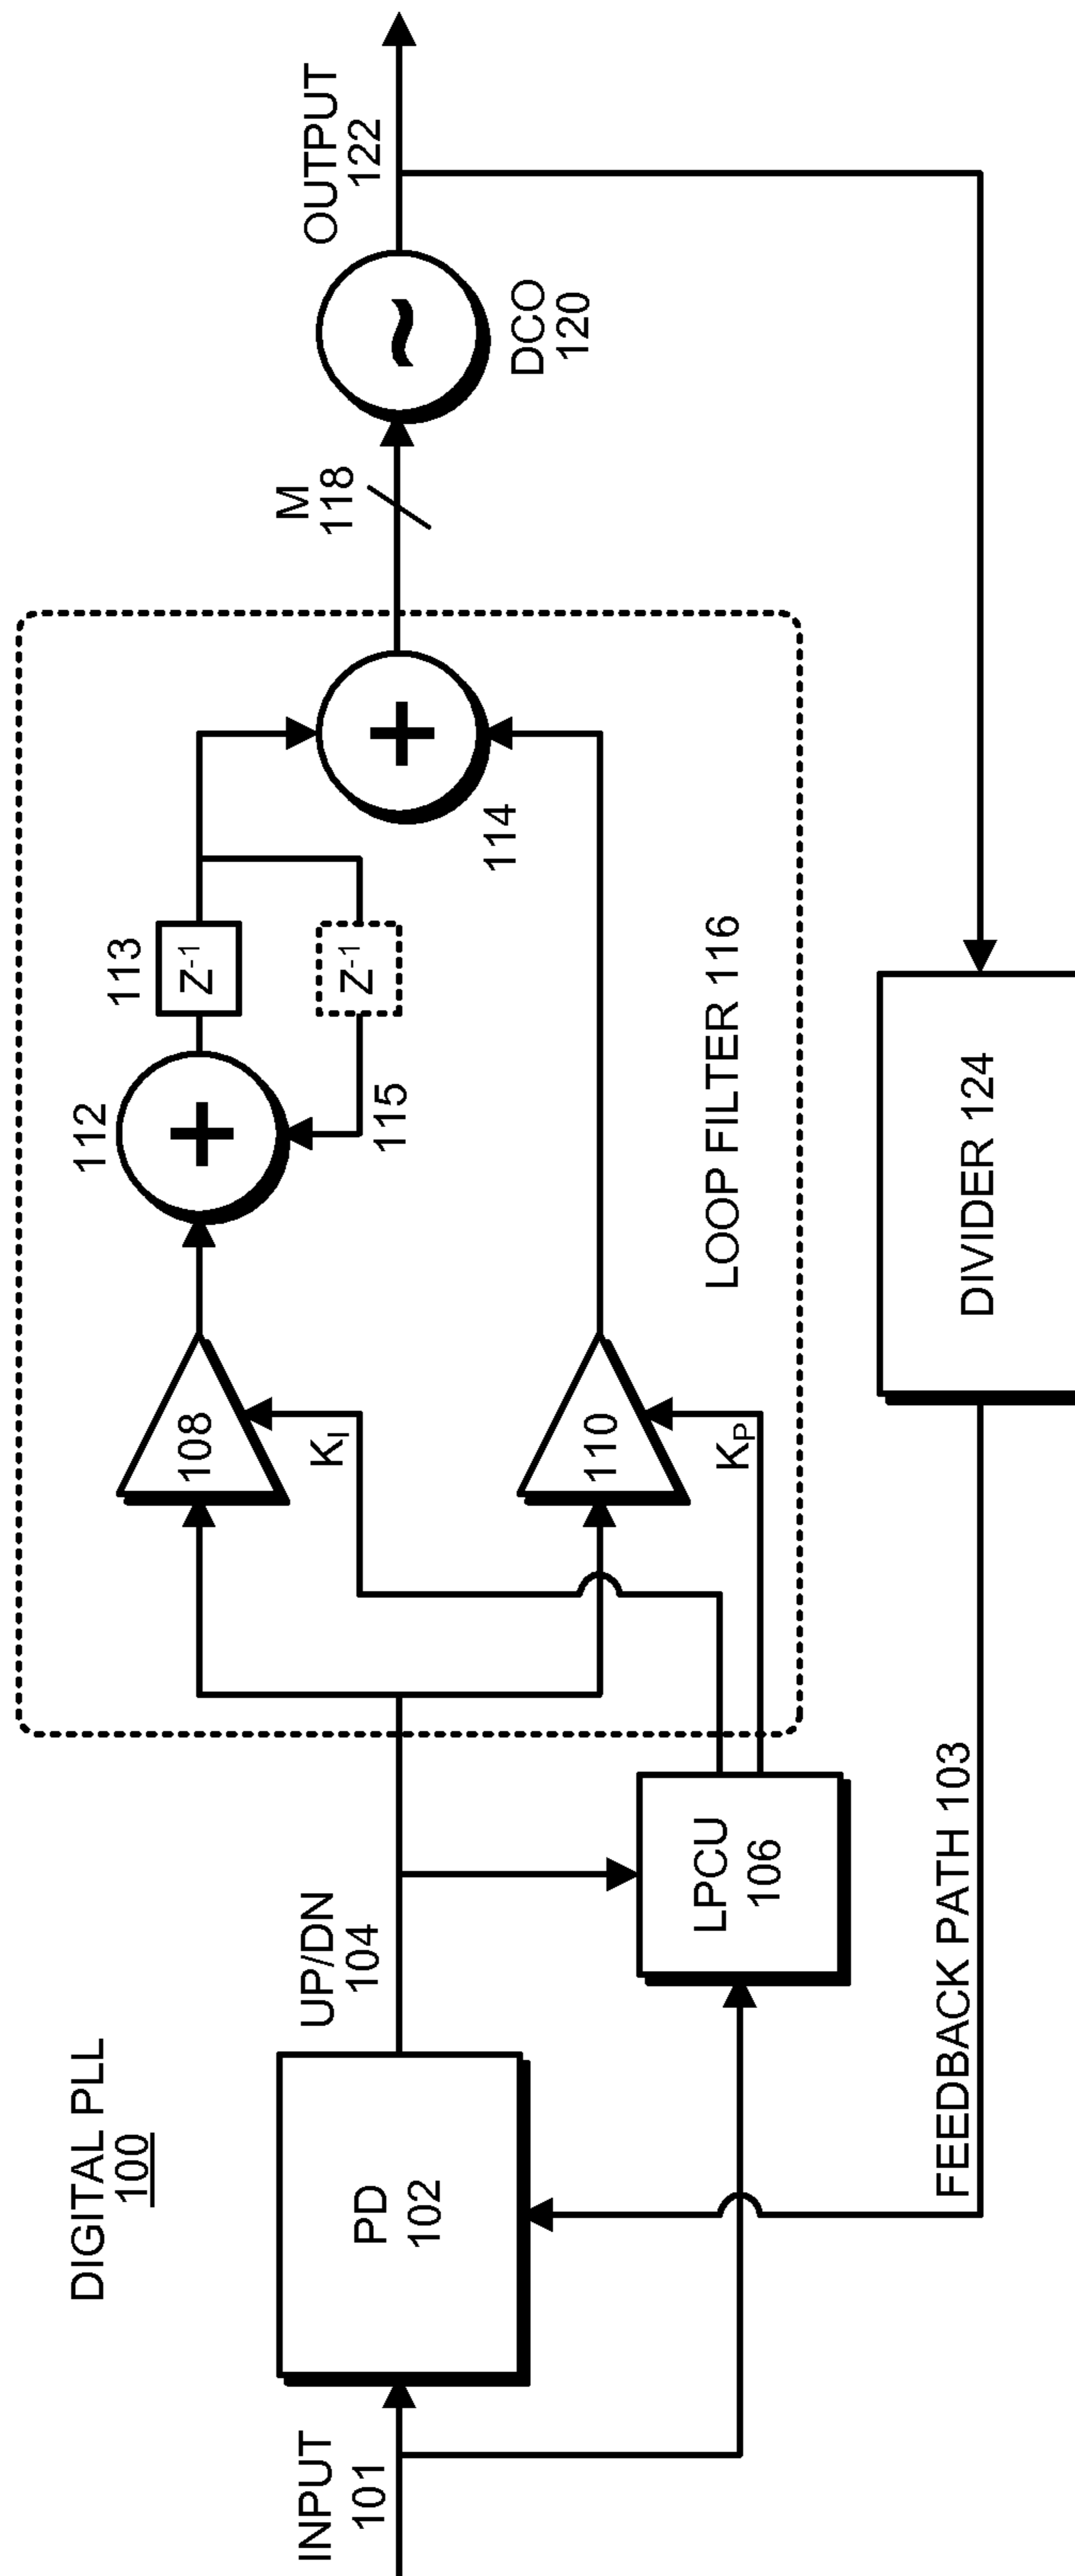 DIGITAL PLL
100
INPUT
101
PD
102
UP/DN
104
LPCU
106
FEEDBACK PATH 103
108
K_I
110
K_P
112
113
Z⁻¹
Z⁻¹
115
114
LOOP FILTER 116
M
118
DCO
120
OUTPUT
122
DIVIDER 124